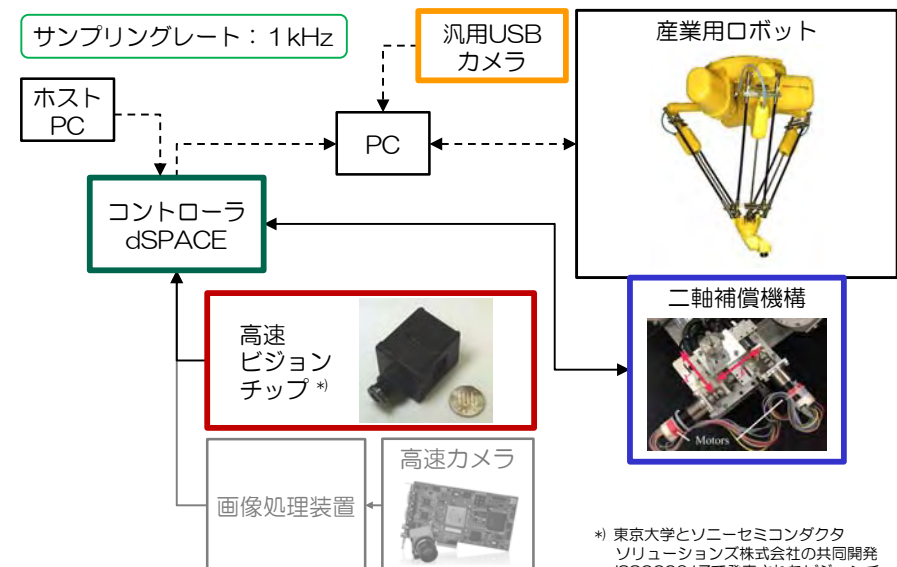 サンプリングレート：１kHz
汎用USB
カメラ
産業用ロボット
ホスト
PC
PC
コントローラ
dSPACE
二軸補償機構
高速
ビジョン
チップ *)
Motors
高速カメラ
画像処理装置
*) 東京大学とソニーセミコンダクタ
ソリューションズ株式会社の共同開発